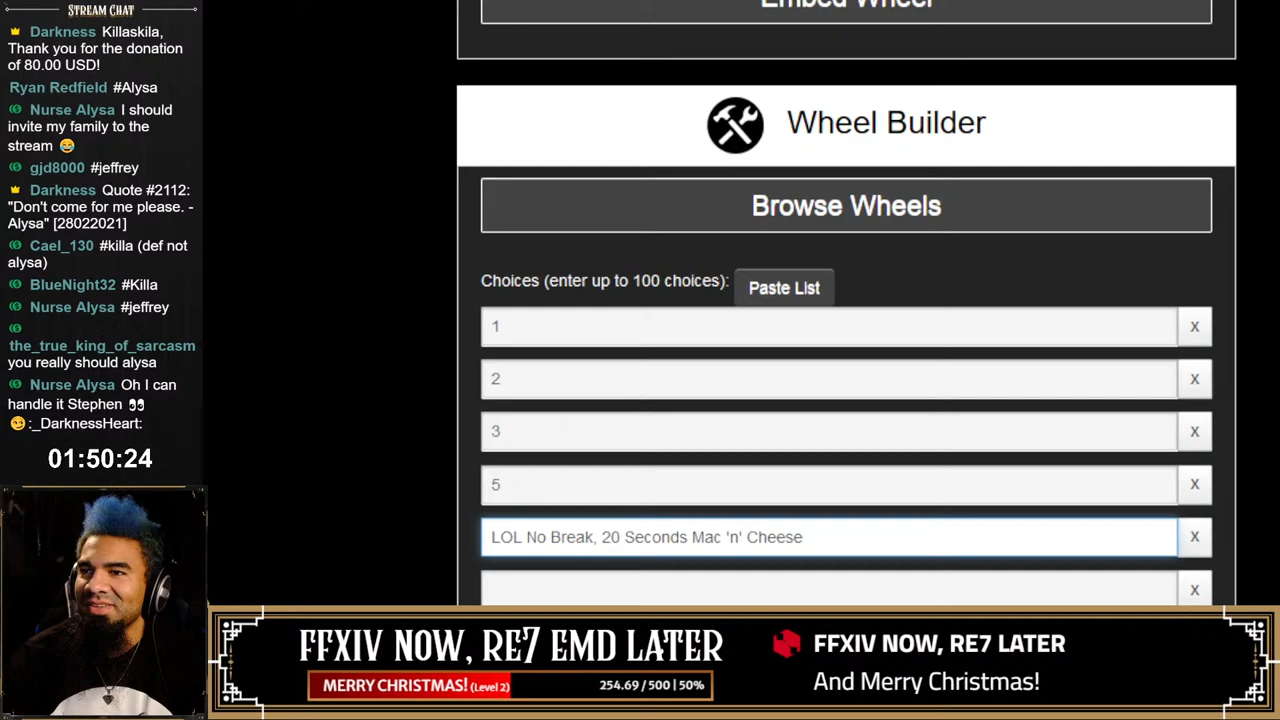 STREAM CHAT
Darkness Killaskila,
Thank you for the donation
of 80.00 USD!
Ryan Redfield #Alysa
Nurse Alysa I should
invite my family to the
stream 😂
gjd8000 #jeffrey
Darkness Quote #2112:
"Don't come for me please. -
Alysa" [28022021]
Cael_130 #killa (def not
alysa)
BlueNight32 #Killa
Nurse Alysa #jeffrey
the_true_king_of_sarcasm
you really should alysa
Nurse Alysa Oh I can
handle it Stephen 👀
😏:_DarknessHeart:
01:50:24
Embed Wheel
Wheel Builder
Browse Wheels
Choices (enter up to 100 choices): Paste List
1 X
2 X
3 X
5 X
LOL No Break, 20 Seconds Mac 'n' Cheese X
X
FFXIV NOW, RE7 EMD LATER
MERRY CHRISTMAS! (Level 2) 254.69 / 500 | 50%
FFXIV NOW, RE7 LATER
And Merry Christmas!